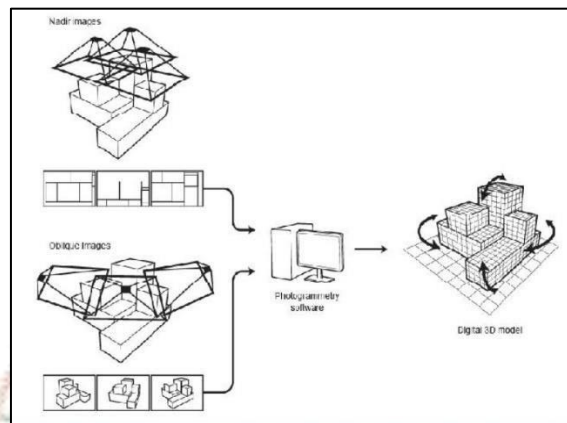 Nadir images
Oblique images
Photogrammetry
software
Digital 3D model